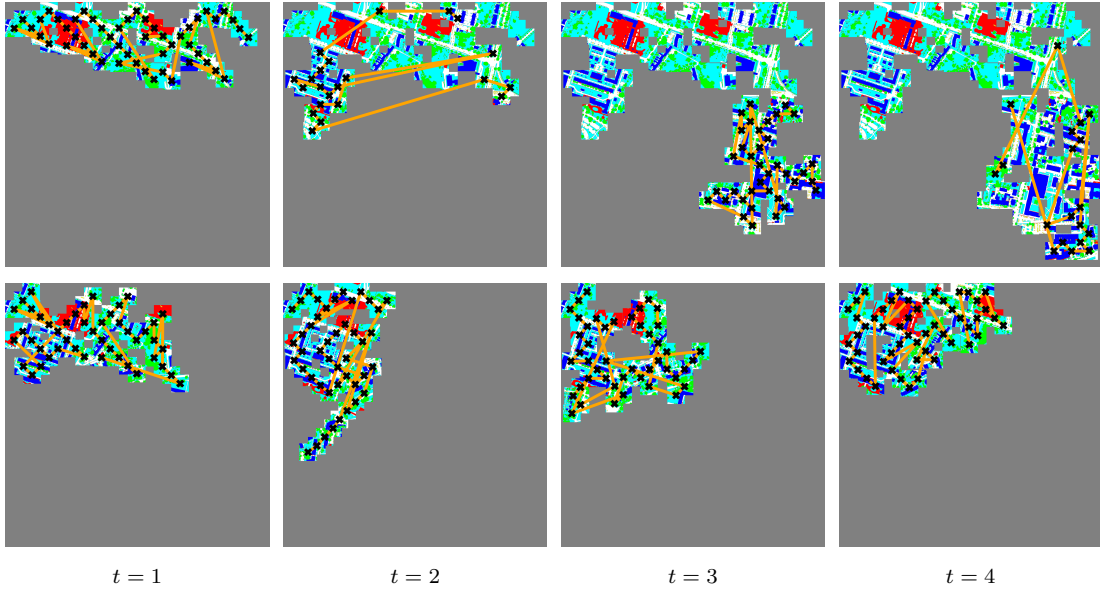 t = 1 t = 2 t = 3 t = 4